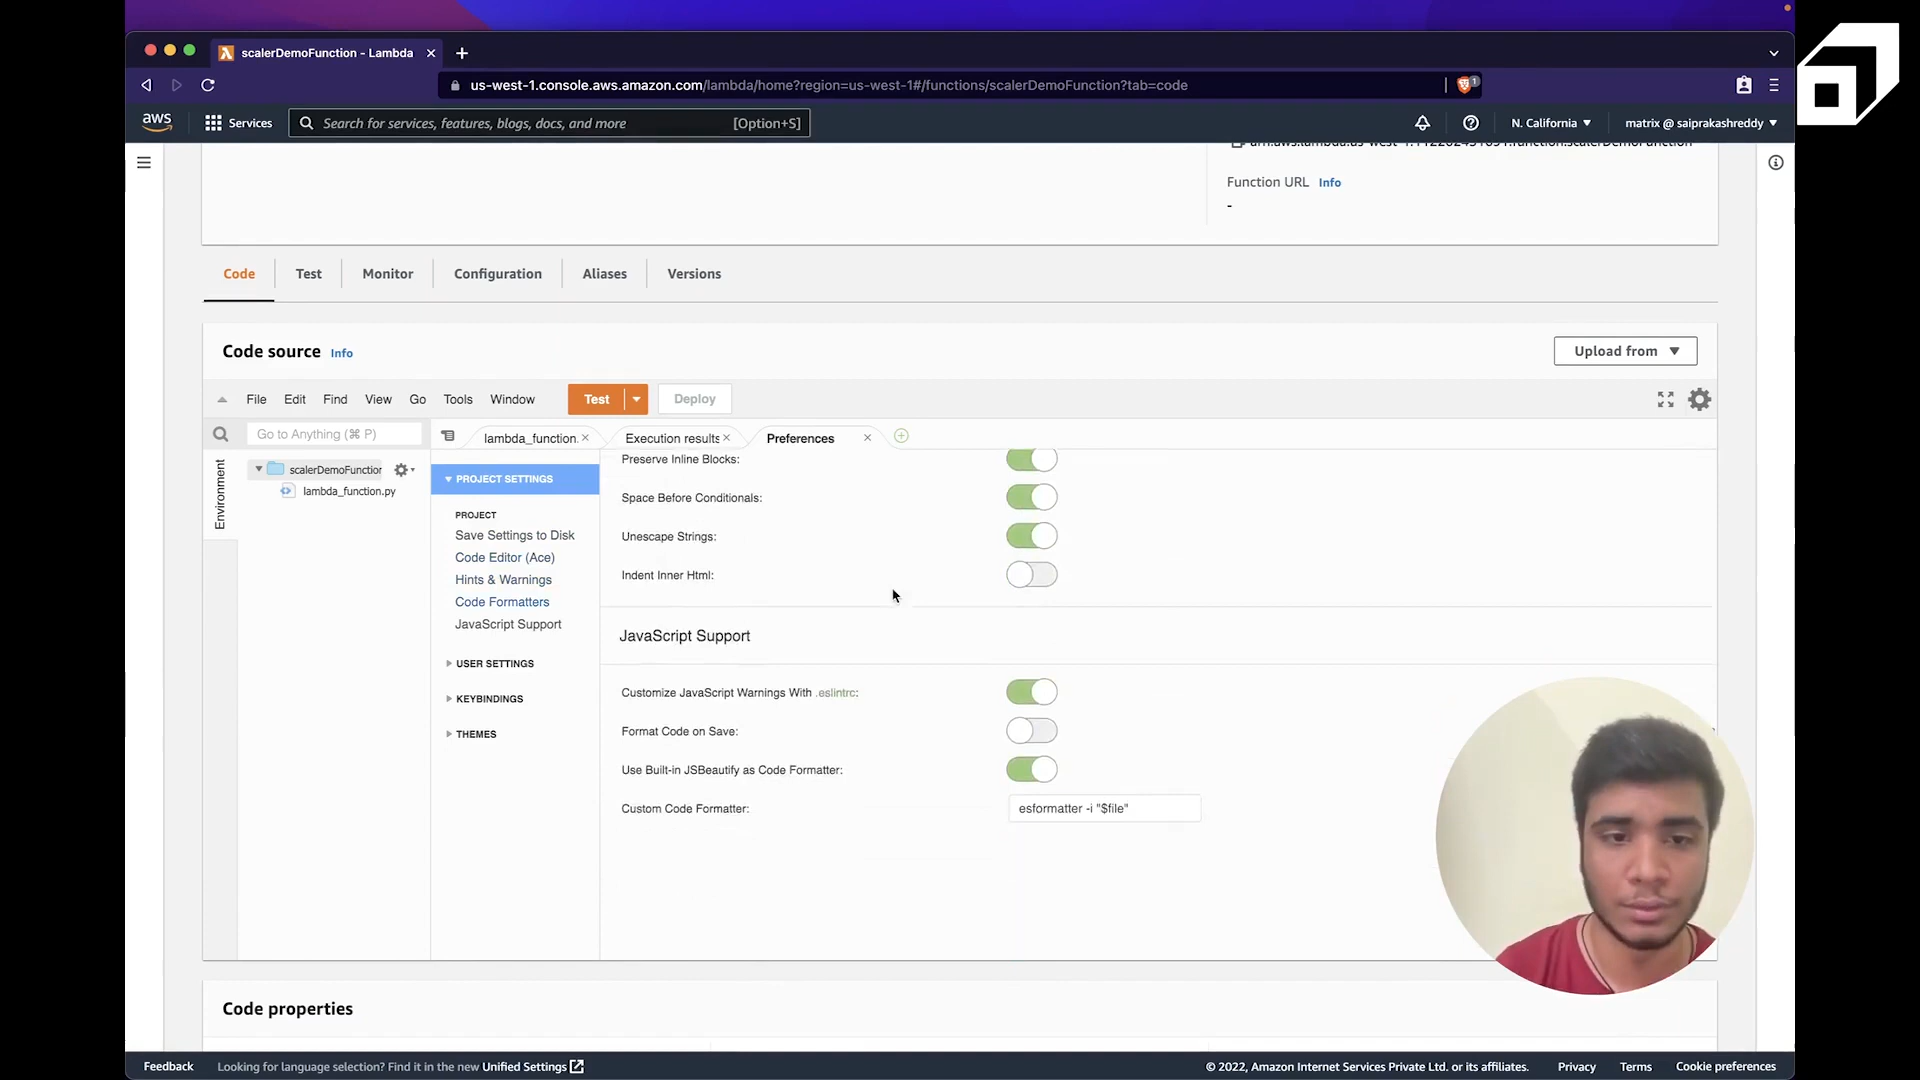 scalerDemoFunction - Lambda
us-west-1.console.aws.amazon.com/lambda/home?region=us-west-1#/functions/scalerDemoFunction?tab=code
1
aws
Services
Search for services, features, blogs, docs, and more
[Option+S]
N. California
matrix @ saiprakashreddy
Function URL Info
-
Code
Test
Monitor
Configuration
Aliases
Versions
Code source Info
Upload from
File
Edit
Find
View
Go
Tools
Window
Test
Deploy
Go to Anything (⌘ P)
lambda_function.
Execution results
Preferences
Environment
scalerDemoFunction
lambda_function.py
PROJECT SETTINGS
PROJECT
Save Settings to Disk
Code Editor (Ace)
Hints & Warnings
Code Formatters
JavaScript Support
USER SETTINGS
KEYBINDINGS
THEMES
Preserve Inline Blocks:
Space Before Conditionals:
Unescape Strings:
Indent Inner Html:
JavaScript Support
Customize JavaScript Warnings With .eslintrc:
Format Code on Save:
Use Built-in JSBeautify as Code Formatter:
Custom Code Formatter:
esformatter -i "$file"
Code properties
Feedback
Looking for language selection? Find it in the new Unified Settings
© 2022, Amazon Internet Services Private Ltd. or its affiliates.
Privacy
Terms
Cookie preferences